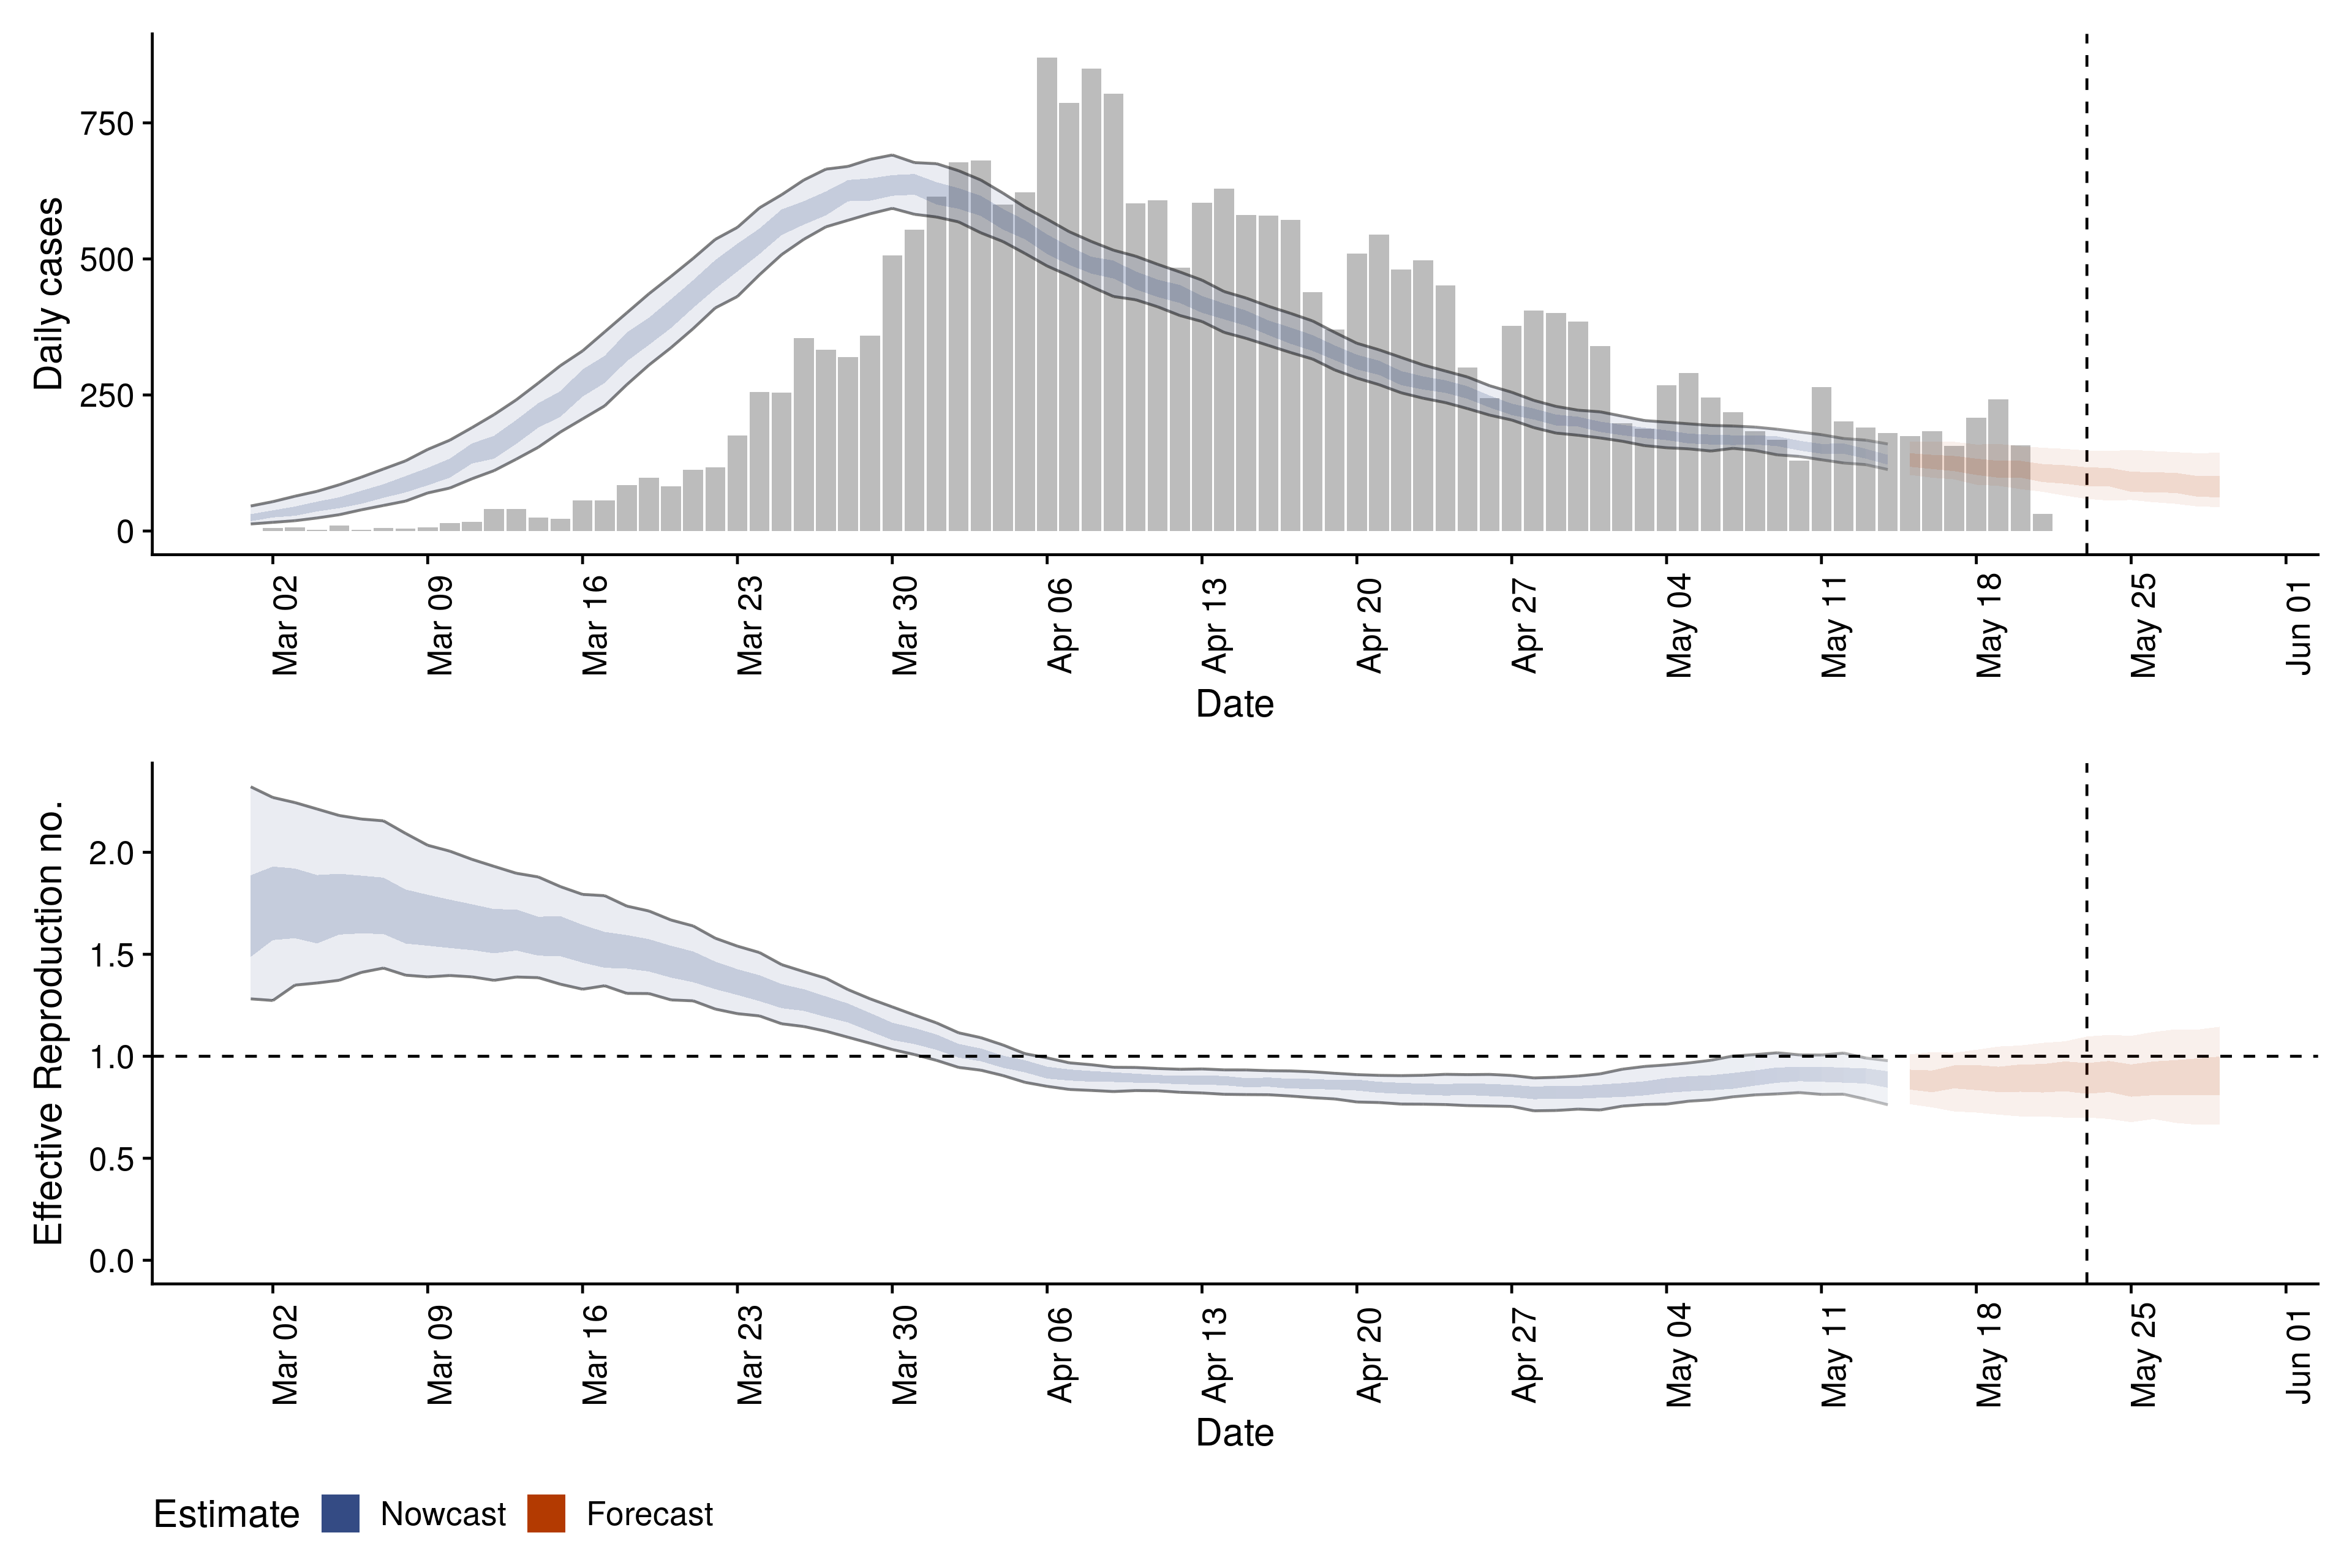 Daily cases
750
500
250
0
Mar 02
Mar 09
Mar 16
Mar 23
Mar 30
Apr 06
Apr 13
Apr 20
Apr 27
May 04
May 11
May 18
May 25
Jun 01
Date
Effective Reproduction no.
2.0
1.5
1.0
0.5
0.0
Mar 02
Mar 09
Mar 16
Mar 23
Mar 30
Apr 06
Apr 13
Apr 20
Apr 27
May 04
May 11
May 18
May 25
Jun 01
Date
Estimate Nowcast Forecast